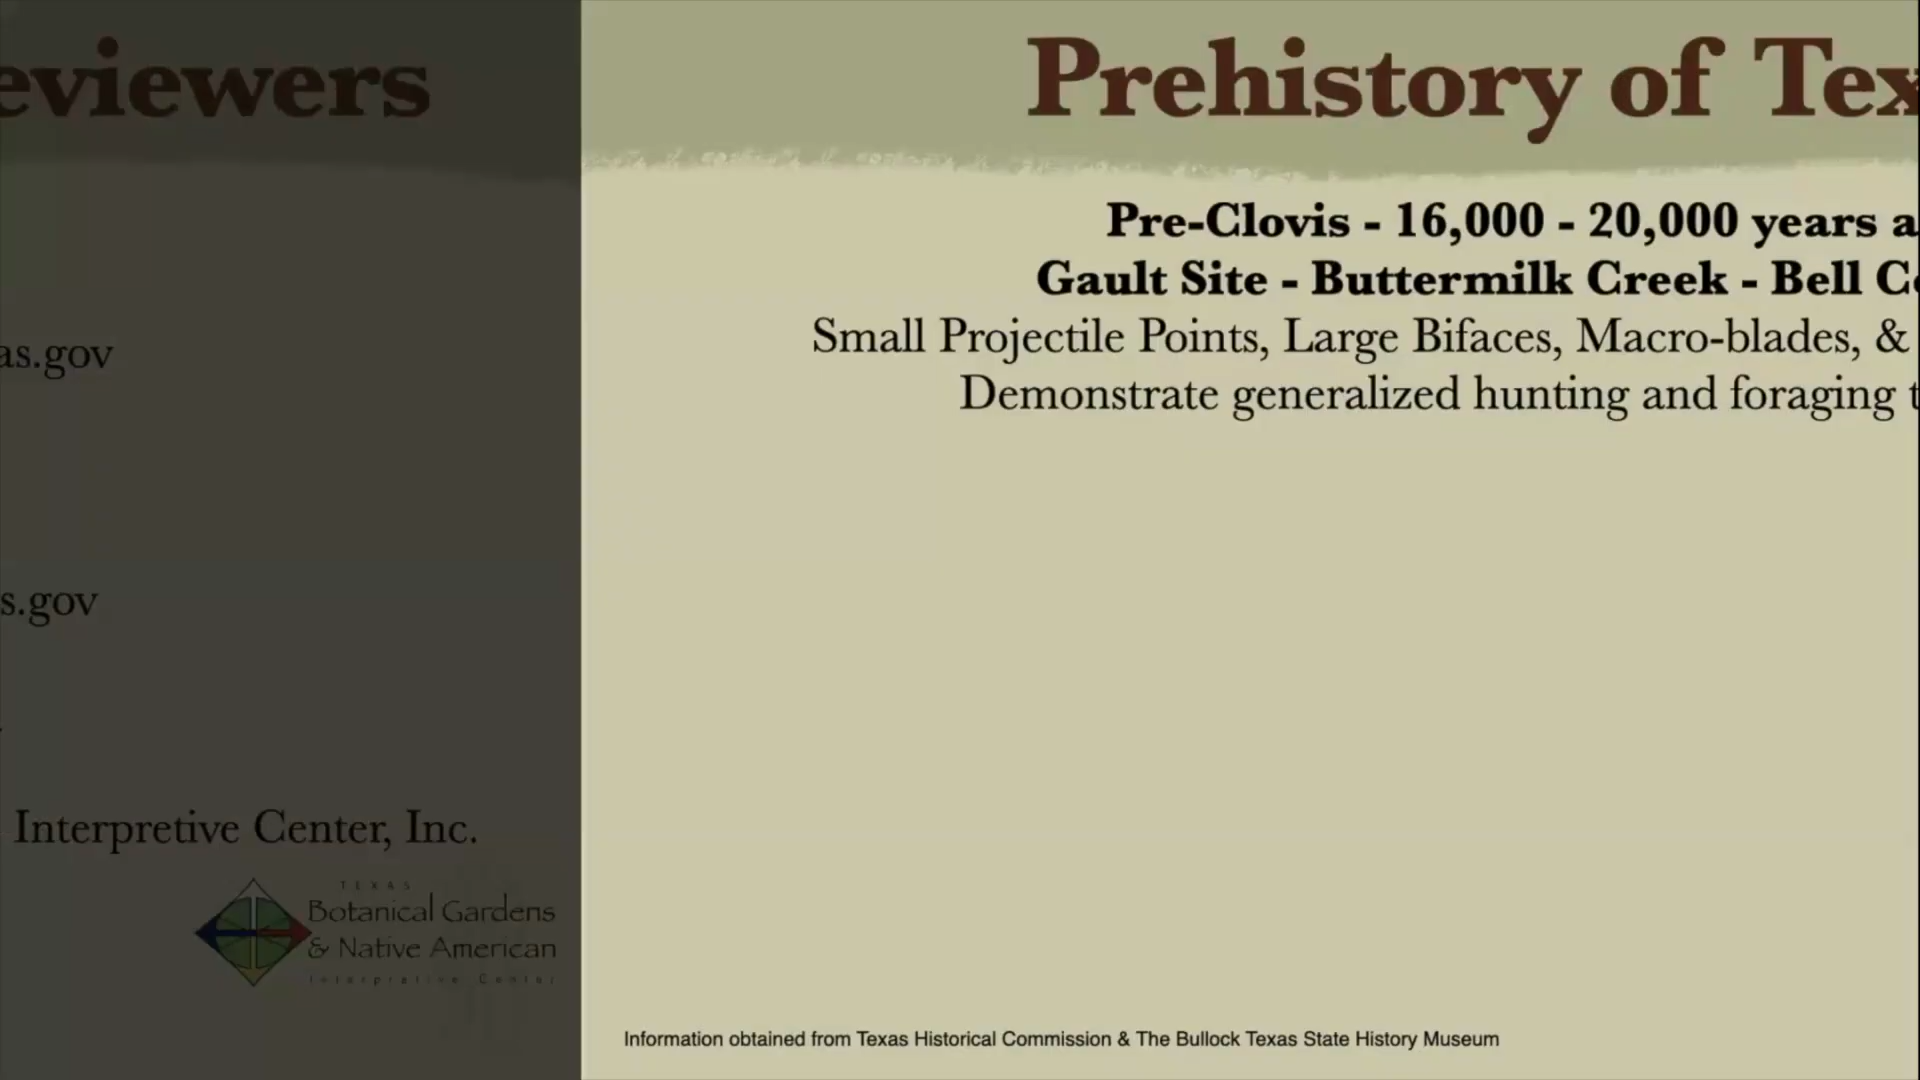 eviewers
as.gov
s.gov
Interpretive Center, Inc.
TEXAS
Botanical Gardens
& Native American
Interpretive Center
Prehistory of Tex
Pre-Clovis - 16,000 - 20,000 years a
Gault Site - Buttermilk Creek - Bell Co
Small Projectile Points, Large Bifaces, Macro-blades, &
Demonstrate generalized hunting and foraging t
Information obtained from Texas Historical Commission & The Bullock Texas State History Museum